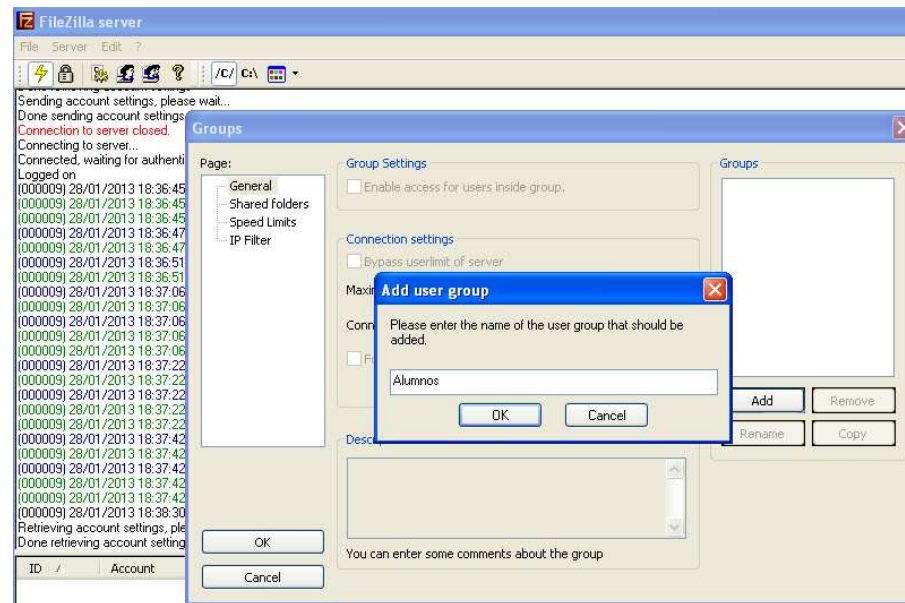 FileZilla server
File Server Edit ?
/C/ C:\
Sending account settings, please wait...
Done sending account settings
Connection to server closed.
Connecting to server...
Connected, waiting for authenti
Logged on
(000009) 28/01/2013 18:36:45
(000009) 28/01/2013 18:36:45
(000009) 28/01/2013 18:36:45
(000009) 28/01/2013 18:36:47
(000009) 28/01/2013 18:36:47
(000009) 28/01/2013 18:36:51
(000009) 28/01/2013 18:36:51
(000009) 28/01/2013 18:37:06
(000009) 28/01/2013 18:37:06
(000009) 28/01/2013 18:37:06
(000009) 28/01/2013 18:37:06
(000009) 28/01/2013 18:37:06
(000009) 28/01/2013 18:37:22
(000009) 28/01/2013 18:37:22
(000009) 28/01/2013 18:37:22
(000009) 28/01/2013 18:37:22
(000009) 28/01/2013 18:37:22
(000009) 28/01/2013 18:37:42
(000009) 28/01/2013 18:37:42
(000009) 28/01/2013 18:37:42
(000009) 28/01/2013 18:37:42
(000009) 28/01/2013 18:37:42
(000009) 28/01/2013 18:38:30
Retrieving account settings, ple
Done retrieving account setting
ID / Account
Groups
Page:
General
Shared folders
Speed Limits
IP Filter
OK
Cancel
Group Settings
Enable access for users inside group.
Connection settings
Bypass userlimit of server
Maxir
Conn
Fo
Descr
You can enter some comments about the group
Groups
Add Remove
Rename Copy
Add user group
Please enter the name of the user group that should be
added.
Alumnos
OK Cancel